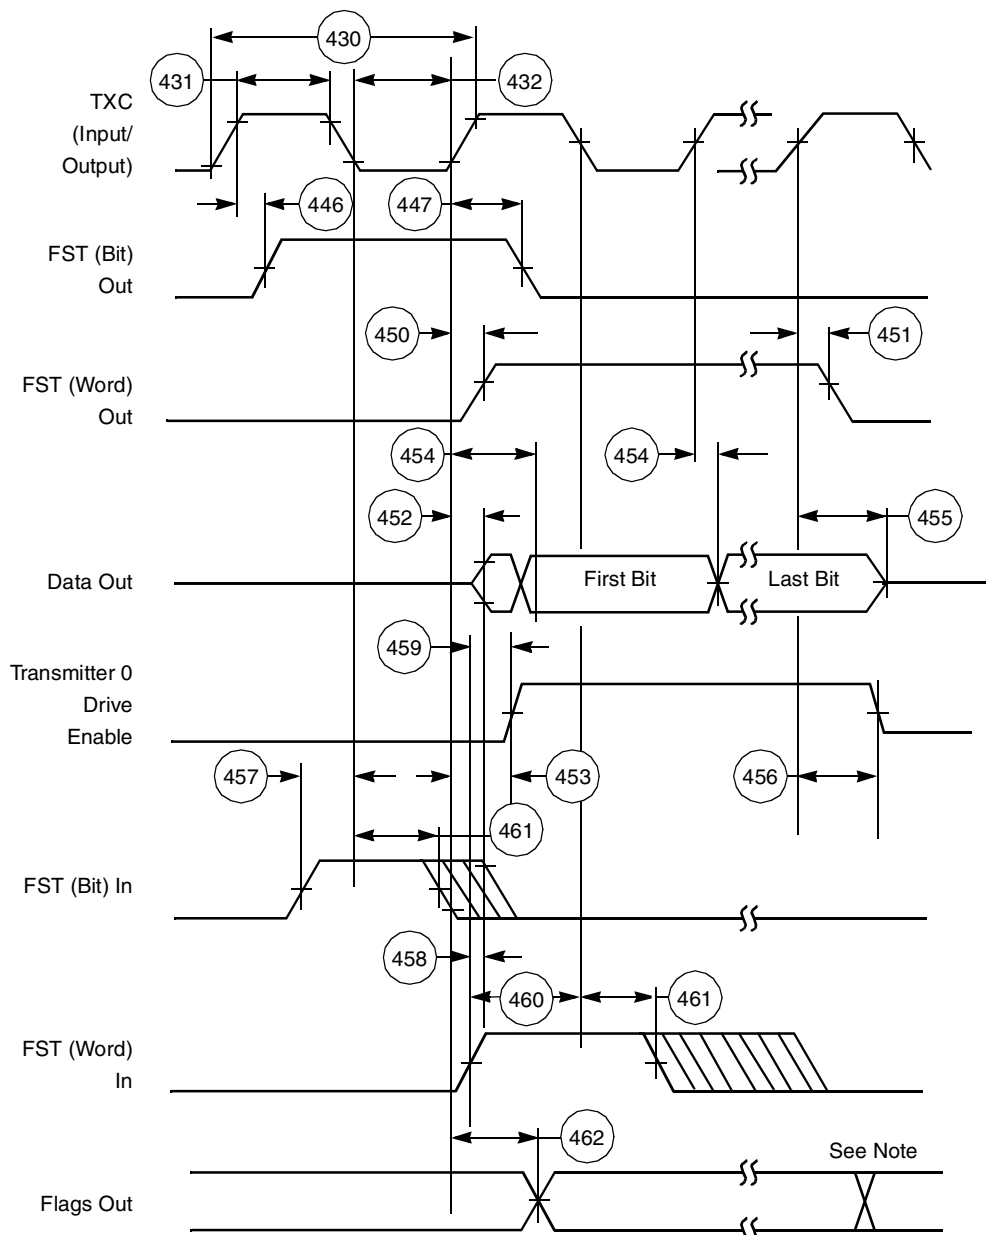 430
431
432
TXC
(Input/
Output)
446
447
FST (Bit)
Out
450
451
FST (Word)
Out
454
454
452
455
Data Out
First Bit
Last Bit
459
Transmitter 0
Drive
Enable
457
453
456
461
FST (Bit) In
458
460
461
FST (Word)
In
462
See Note
Flags Out